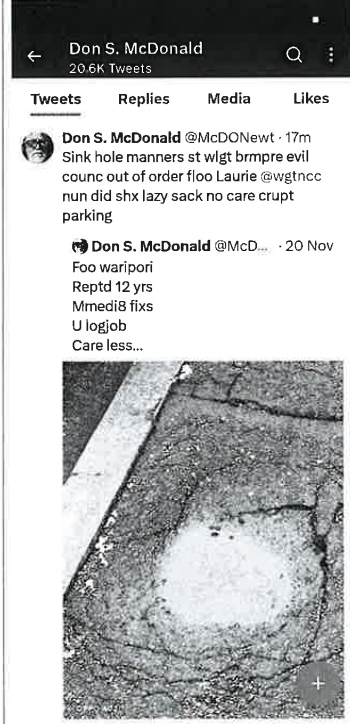 Don S. McDonald
20.6K Tweets
Tweets Replies Media Likes
Don S. McDonald @McDONewt · 17m
Sink hole manners st wlgt brmpre evil
counc out of order floo Laurie @wgtncc
nun did shx lazy sack no care crupt
parking
Don S. McDonald @McD... · 20 Nov
Foo waripori
Reptd 12 yrs
Mmedi8 fixs
U logjob
Care less...